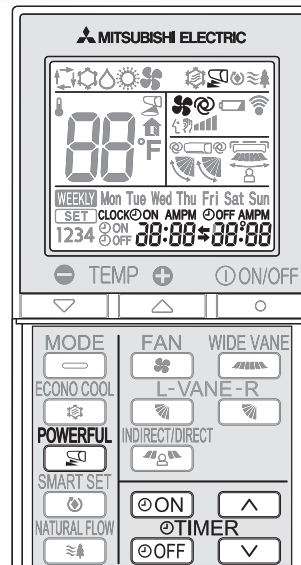 MITSUBISHI ELECTRIC
88°F
WEEKLY Mon Tue Wed Thu Fri Sat Sun
SET CLOCK ON AMPM OFF AMPM
1234 ON OFF 88:88 88:88
TEMP ON/OFF
MODE FAN WIDE VANE
ECONO COOL L-VANE-R
POWERFUL INDIRECT/DIRECT
SMART SET
ON
NATURAL FLOW TIMER
OFF